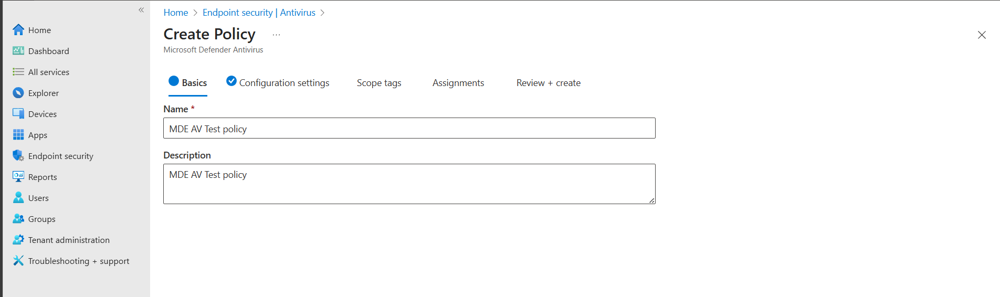 Home
Dashboard
All services
Explorer
Devices
Apps
Endpoint security
Reports
Users
Groups
Tenant administration
Troubleshooting + support
Home > Endpoint security | Antivirus >
Create Policy ...
Microsoft Defender Antivirus
Basics Configuration settings Scope tags Assignments Review + create
Name *
MDE AV Test policy
Description
MDE AV Test policy